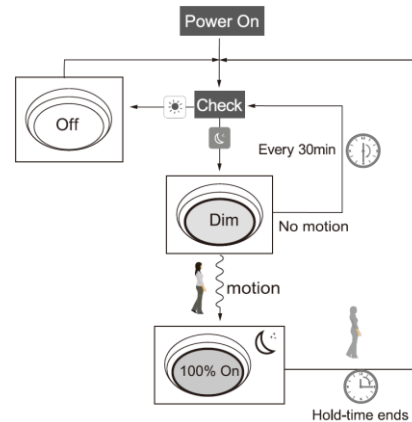 Power On
Check
Off
Every 30min
Dim
No motion
motion
100% On
Hold-time ends